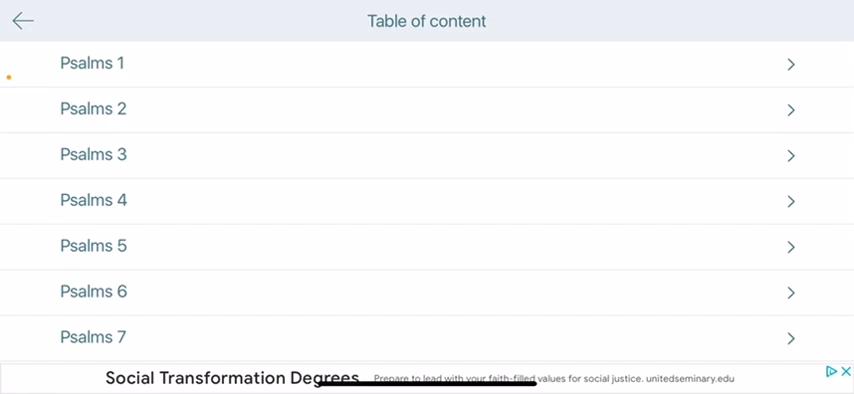 Table of content
Psalms 1
Psalms 2
Psalms 3
Psalms 4
Psalms 5
Psalms 6
Psalms 7
Social Transformation Degrees Prepare to lead with your faith-filled values for social justice. unitedseminary.edu